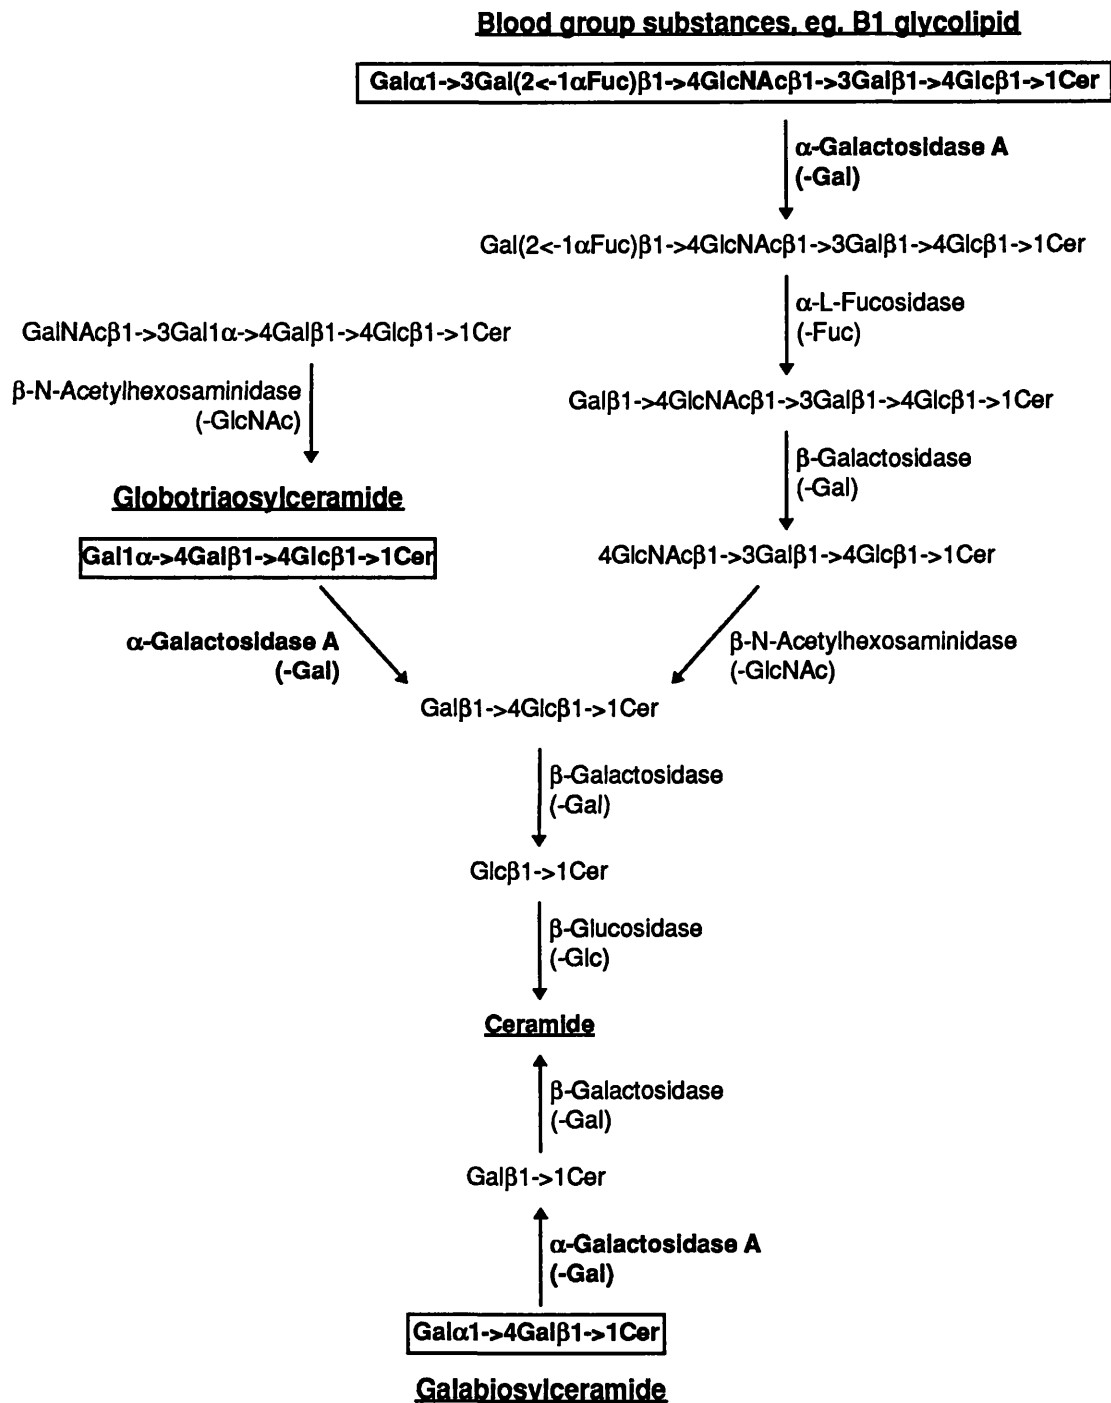 Blood group substances, eg. B1 glycolipid
Galα1->3Gal(2<-1αFuc)β1->4GlcNAcβ1->3Galβ1->4Glcβ1->1Cer
α-Galactosidase A
(-Gal)
Gal(2<-1αFuc)β1->4GlcNAcβ1->3Galβ1->4Glcβ1->1Cer
α-L-Fucosidase
(-Fuc)
GalNAcβ1->3Gal1α->4Galβ1->4Glcβ1->1Cer
β-N-Acetylhexosaminidase
(-GlcNAc)
Galβ1->4GlcNAcβ1->3Galβ1->4Glcβ1->1Cer
β-Galactosidase
(-Gal)
Globotriaosylceramide
Gal1α->4Galβ1->4Glcβ1->1Cer
4GlcNAcβ1->3Galβ1->4Glcβ1->1Cer
α-Galactosidase A
(-Gal)
β-N-Acetylhexosaminidase
(-GlcNAc)
Galβ1->4Glcβ1->1Cer
β-Galactosidase
(-Gal)
Glcβ1->1Cer
β-Glucosidase
(-Glc)
Ceramide
β-Galactosidase
(-Gal)
Galβ1->1Cer
α-Galactosidase A
(-Gal)
Galα1->4Galβ1->1Cer
Galabiosylceramide